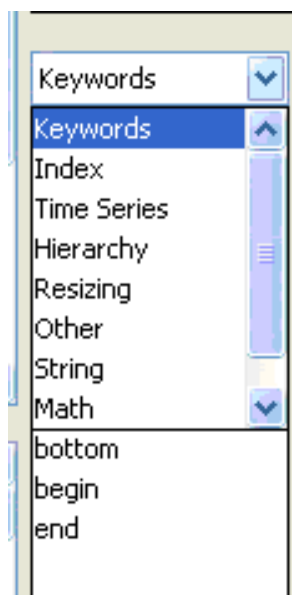 Keywords
Keywords
Index
Time Series
Hierarchy
Resizing
Other
String
Math
bottom
begin
end